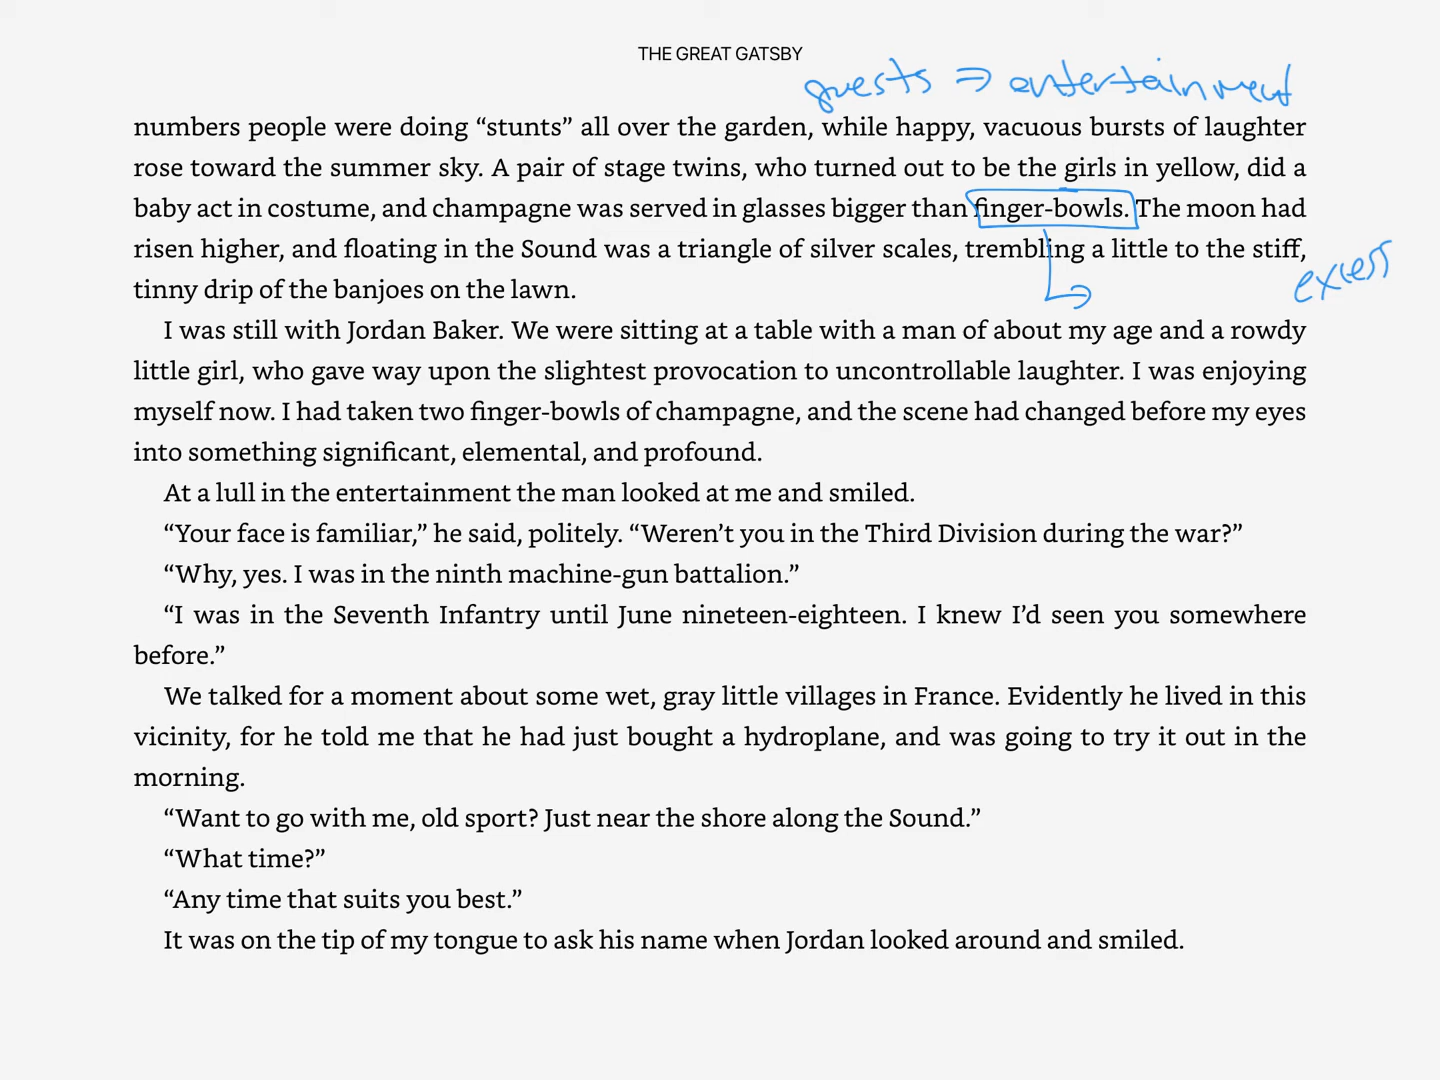 THE GREAT GATSBY
guests ⇒ entertainment
numbers people were doing “stunts” all over the garden, while happy, vacuous bursts of laughter
rose toward the summer sky. A pair of stage twins, who turned out to be the girls in yellow, did a
baby act in costume, and champagne was served in glasses bigger than finger-bowls. The moon had
risen higher, and floating in the Sound was a triangle of silver scales, trembling a little to the stiff,
excess
tinny drip of the banjoes on the lawn.
I was still with Jordan Baker. We were sitting at a table with a man of about my age and a rowdy
little girl, who gave way upon the slightest provocation to uncontrollable laughter. I was enjoying
myself now. I had taken two finger-bowls of champagne, and the scene had changed before my eyes
into something significant, elemental, and profound.
At a lull in the entertainment the man looked at me and smiled.
“Your face is familiar,” he said, politely. “Weren’t you in the Third Division during the war?”
“Why, yes. I was in the ninth machine-gun battalion.”
“I was in the Seventh Infantry until June nineteen-eighteen. I knew I’d seen you somewhere
before.”
We talked for a moment about some wet, gray little villages in France. Evidently he lived in this
vicinity, for he told me that he had just bought a hydroplane, and was going to try it out in the
morning.
“Want to go with me, old sport? Just near the shore along the Sound.”
“What time?”
“Any time that suits you best.”
It was on the tip of my tongue to ask his name when Jordan looked around and smiled.